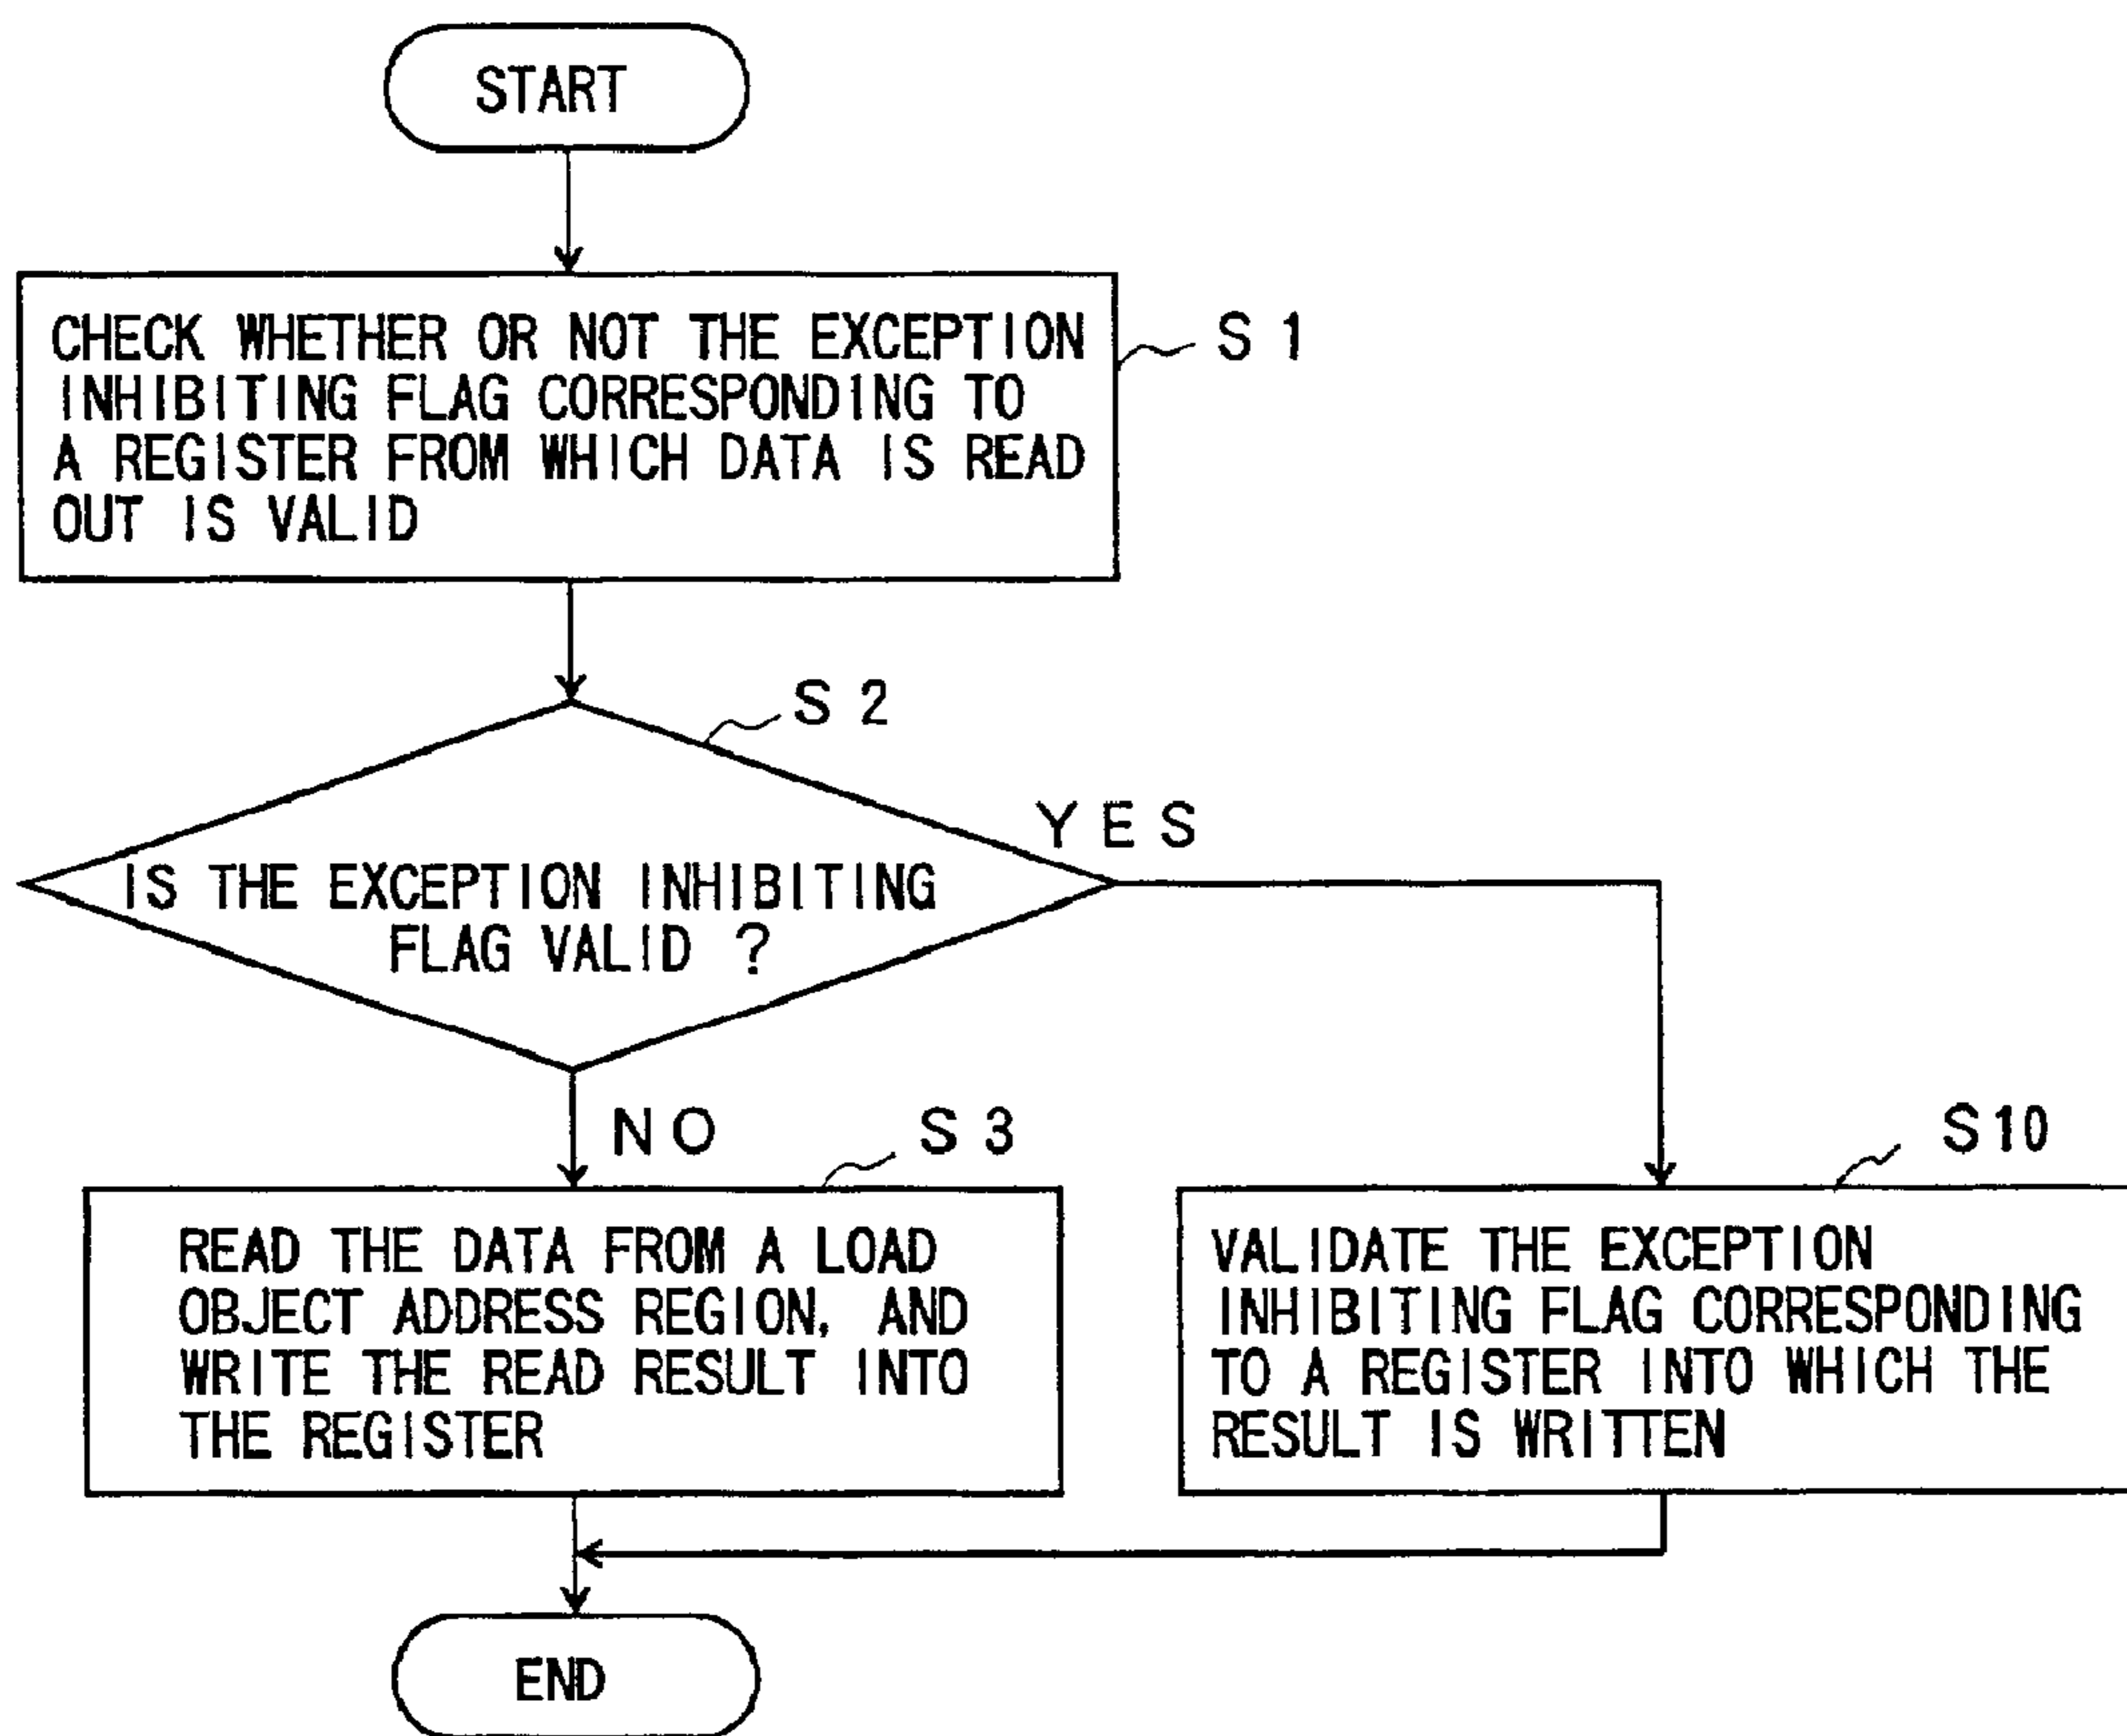 START
CHECK WHETHER OR NOT THE EXCEPTION
INHIBITING FLAG CORRESPONDING TO
A REGISTER FROM WHICH DATA IS READ
OUT IS VALID
S1
S2
IS THE EXCEPTION INHIBITING
FLAG VALID ?
YES
NO
S3
READ THE DATA FROM A LOAD
OBJECT ADDRESS REGION, AND
WRITE THE READ RESULT INTO
THE REGISTER
S10
VALIDATE THE EXCEPTION
INHIBITING FLAG CORRESPONDING
TO A REGISTER INTO WHICH THE
RESULT IS WRITTEN
END